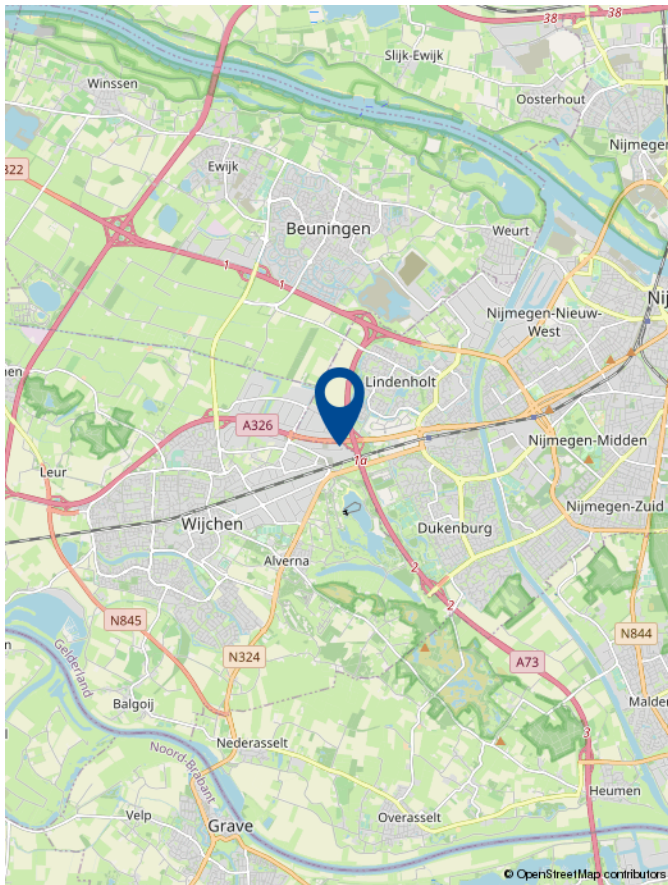 38
38
Slijk-Ewijk
Winssen
Oosterhout
Nijmegen
322
Ewijk
Beuningen
Weurt
1
1
Nijmegen-Nieuw-
West
Lindenholt
A326
Nijmegen-Midden
1a
Leur
Nijmegen-Zuid
Wijchen
Dukenburg
Alverna
2
2
N845
N844
Gelderland
N324
A73
Balgoij
Malden
3
Nederasselt
Noord-Brabant
Heumen
Velp
Overasselt
Grave
© OpenStreetMap contributors